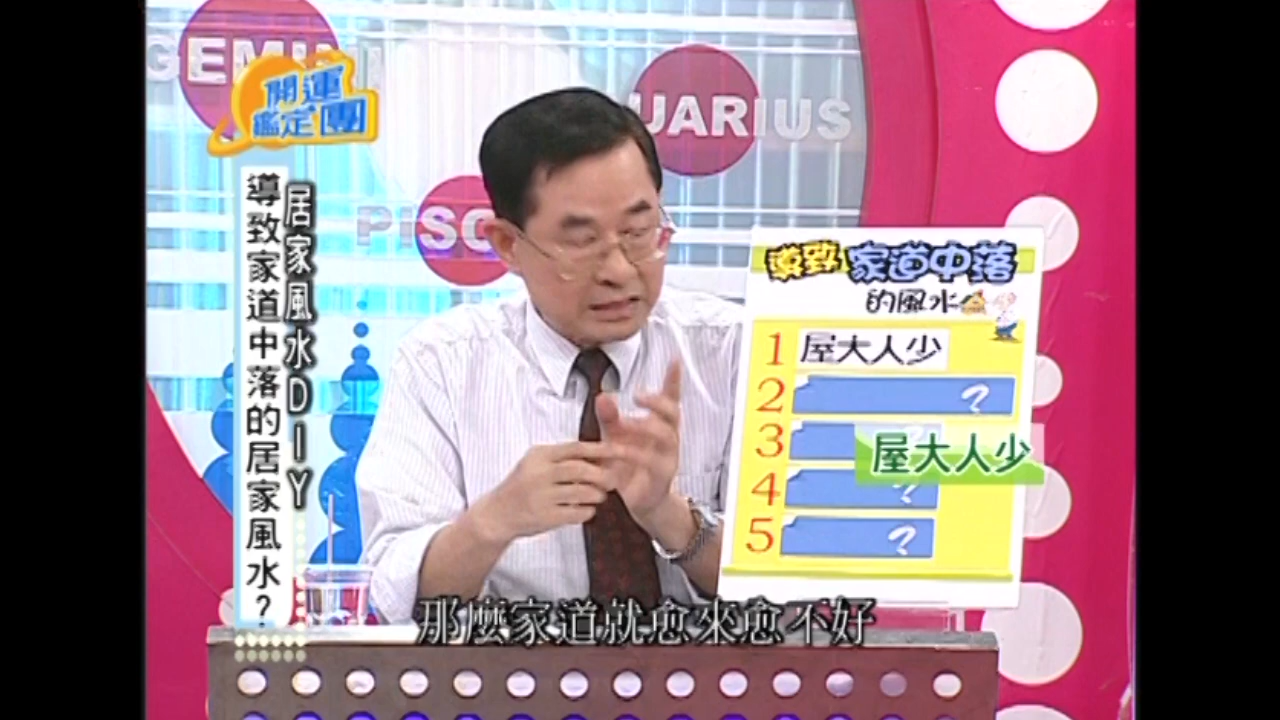 GEMINI
開運
鑑定團
UARIUS
PISC
居家風水DIY
導致家道中落的居家風水?
導致家道中落
的風水
1 屋大人少
2 ?
3
4 ?
5 ?
屋大人少
那麼家道就愈來愈不好